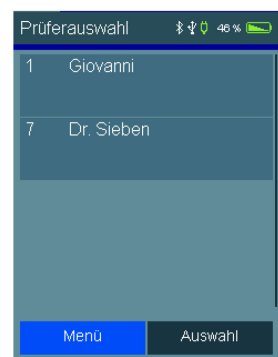 Prüferauswahl 46 %
1 Giovanni
7 Dr. Sieben
Menü Auswahl